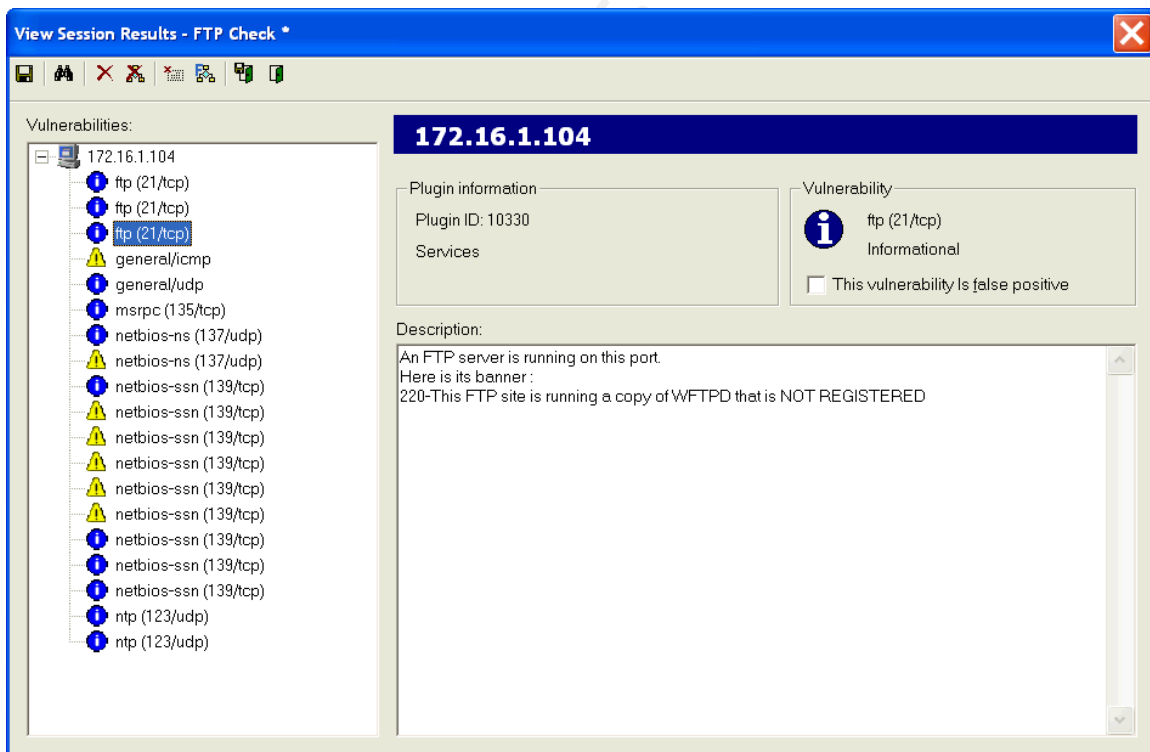 View Session Results - FTP Check *
Vulnerabilities:
172.16.1.104
ftp (21/tcp)
ftp (21/tcp)
ftp (21/tcp)
general/icmp
general/udp
msrpc (135/tcp)
netbios-ns (137/udp)
netbios-ns (137/udp)
netbios-ssn (139/tcp)
netbios-ssn (139/tcp)
netbios-ssn (139/tcp)
netbios-ssn (139/tcp)
netbios-ssn (139/tcp)
netbios-ssn (139/tcp)
netbios-ssn (139/tcp)
netbios-ssn (139/tcp)
netbios-ssn (139/tcp)
ntp (123/udp)
ntp (123/udp)
172.16.1.104
Plugin information
Plugin ID: 10330
Services
Vulnerability
ftp (21/tcp)
Informational
This vulnerability Is false positive
Description:
An FTP server is running on this port.
Here is its banner :
220-This FTP site is running a copy of WFTPD that is NOT REGISTERED